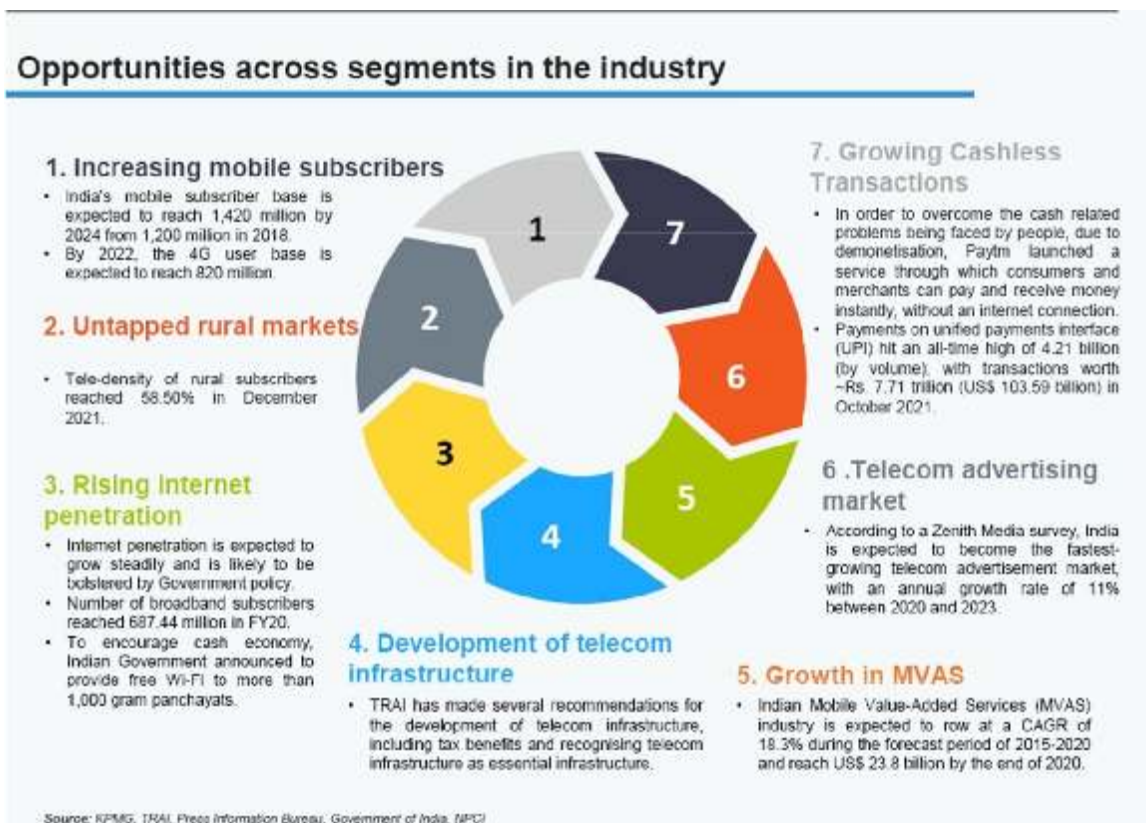 Opportunities across segments in the industry
1. Increasing mobile subscribers
• India's mobile subscriber base is
expected to reach 1,420 million by
2024 from 1,200 million in 2018.
• By 2022, the 4G user base is
expected to reach 820 million.
2. Untapped rural markets
• Tele-density of rural subscribers
reached 58.50% in December
2021.
3. Rising internet
penetration
• Internet penetration is expected to
grow steadily and is likely to be
bolstered by Government policy.
• Number of broadband subscribers
reached 687.44 million in FY20.
• To encourage cash economy,
Indian Government announced to
provide free Wi-Fi to more than
1,000 gram panchayats.
1
2
3
4
5
6
7
4. Development of telecom
infrastructure
• TRAI has made several recommendations for
the development of telecom infrastructure,
including tax benefits and recognising telecom
infrastructure as essential infrastructure.
5. Growth in MVAS
• Indian Mobile Value-Added Services (MVAS)
industry is expected to row at a CAGR of
18.3% during the forecast period of 2015-2020
and reach US$ 23.8 billion by the end of 2020.
6 .Telecom advertising
market
• According to a Zenith Media survey, India
is expected to become the fastest-
growing telecom advertisement market,
with an annual growth rate of 11%
between 2020 and 2023.
7. Growing Cashless
Transactions
• In order to overcome the cash related
problems being faced by people, due to
demonetisation, Paytm launched a
service through which consumers and
merchants can pay and receive money
instantly, without an internet connection.
• Payments on unified payments interface
(UPI) hit an all-time high of 4.21 billion
(by volume), with transactions worth
~Rs. 7.71 trillion (US$ 103.59 billion) in
October 2021.
Source: KPMG, TRAI, Press Information Bureau, Government of India, NPCI